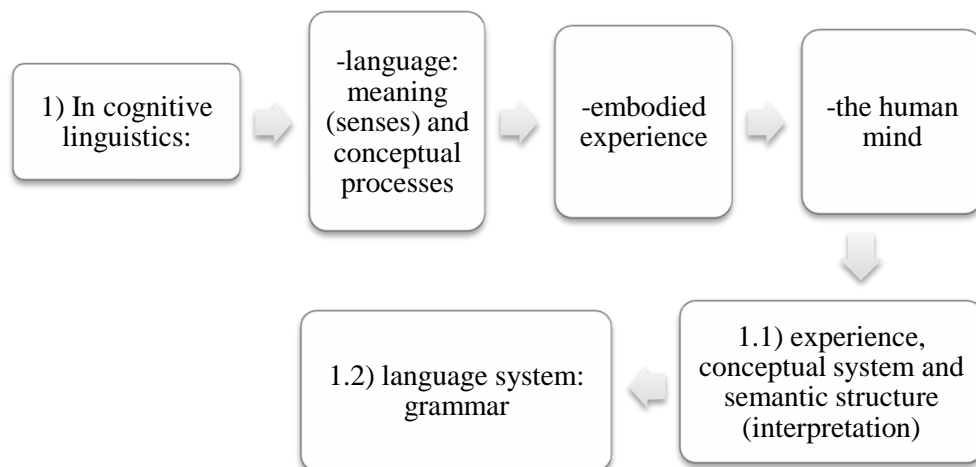 1) In cognitive
linguistics:
-language:
meaning
(senses) and
conceptual
processes
-embodied
experience
-the human
mind
1.1) experience,
conceptual system and
semantic structure
(interpretation)
1.2) language system:
grammar